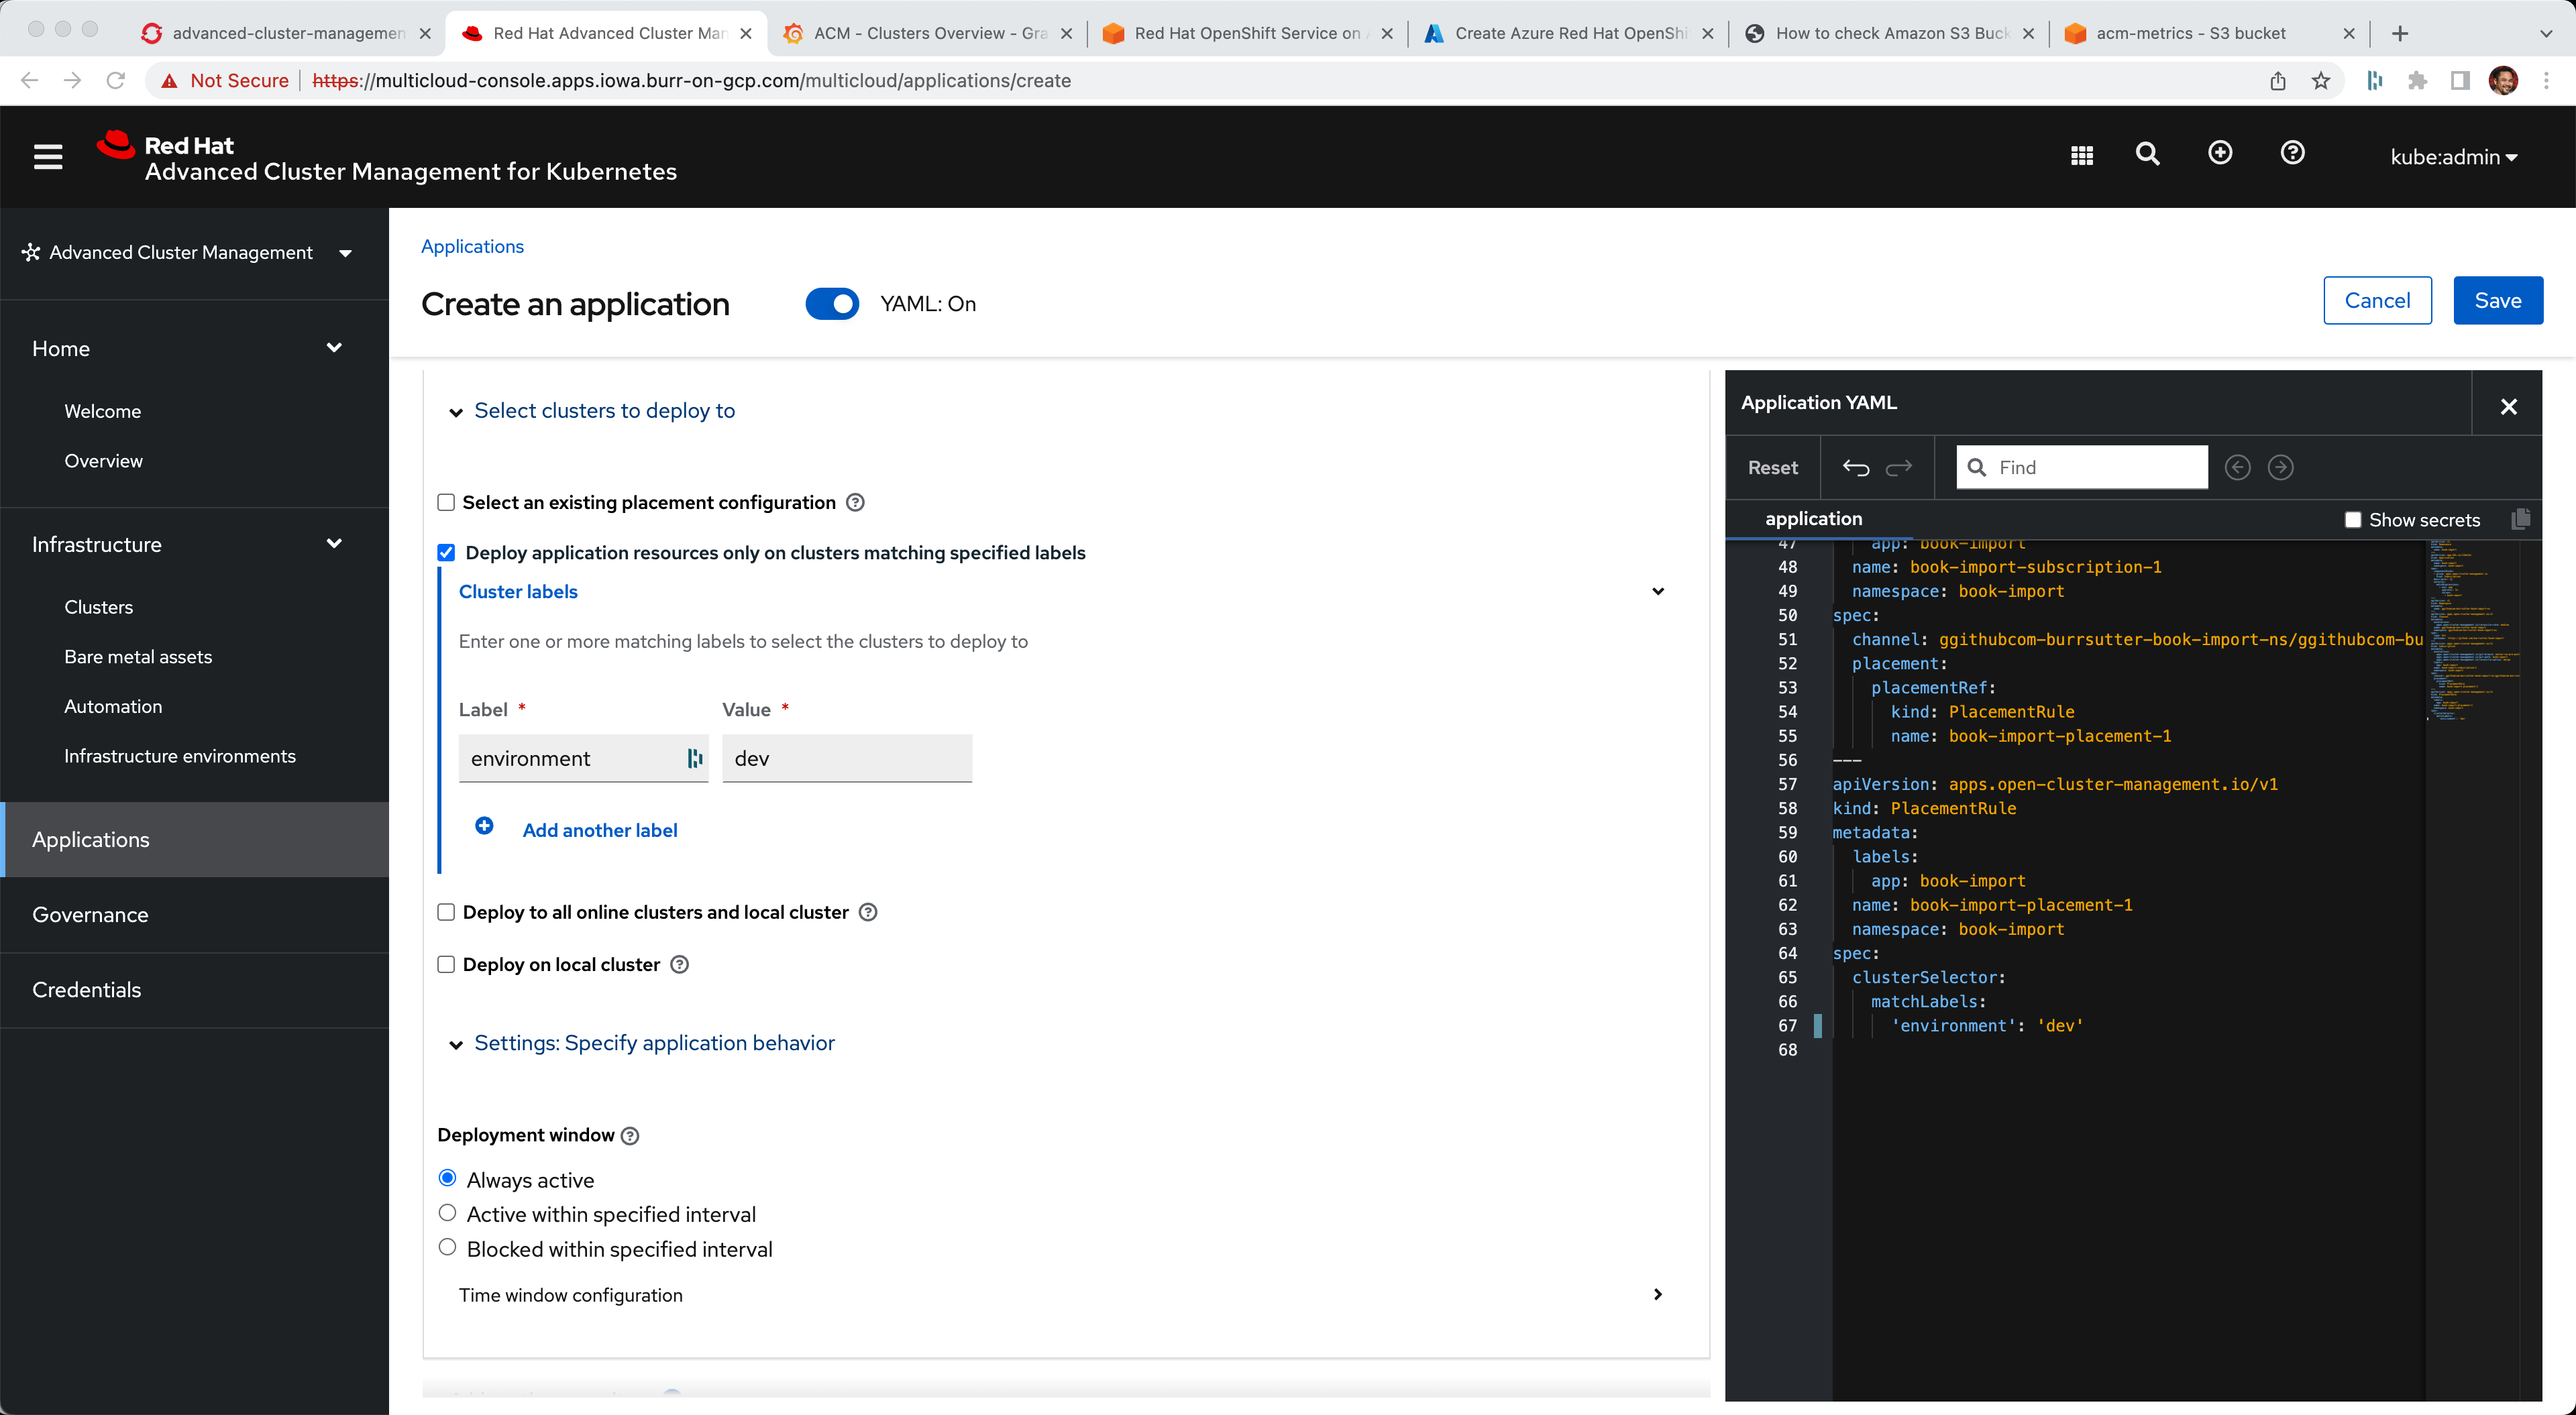 advanced-cluster-managemen
Red Hat Advanced Cluster Man
ACM - Clusters Overview - Gra
Red Hat OpenShift Service on
Create Azure Red Hat OpenShi
How to check Amazon S3 Buck
acm-metrics - S3 bucket
Not Secure
https://multicloud-console.apps.iowa.burr-on-gcp.com/multicloud/applications/create
Red Hat
Advanced Cluster Management for Kubernetes
kube:admin
Advanced Cluster Management
Home
Welcome
Overview
Infrastructure
Clusters
Bare metal assets
Automation
Infrastructure environments
Applications
Governance
Credentials
Applications
Create an application
YAML: On
Cancel
Save
Select clusters to deploy to
Select an existing placement configuration
Deploy application resources only on clusters matching specified labels
Cluster labels
Enter one or more matching labels to select the clusters to deploy to
Label *
Value *
environment
dev
Add another label
Deploy to all online clusters and local cluster
Deploy on local cluster
Settings: Specify application behavior
Deployment window
Always active
Active within specified interval
Blocked within specified interval
Time window configuration
Application YAML
Reset
Find
application
Show secrets
47 app: book-import
48 name: book-import-subscription-1
49 namespace: book-import
50 spec:
51 channel: ggithubcom-burrsutter-book-import-ns/ggithubcom-bu
52 placement:
53 placementRef:
54 kind: PlacementRule
55 name: book-import-placement-1
56 ---
57 apiVersion: apps.open-cluster-management.io/v1
58 kind: PlacementRule
59 metadata:
60 labels:
61 app: book-import
62 name: book-import-placement-1
63 namespace: book-import
64 spec:
65 clusterSelector:
66 matchLabels:
67 'environment': 'dev'
68